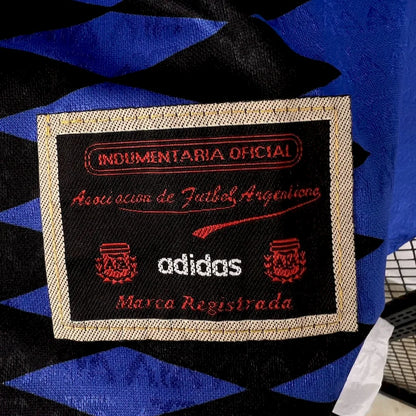 INDUMENTARIA OFICIAL
Asociacion de Futbol Argentino
adidas
Marca Registrada